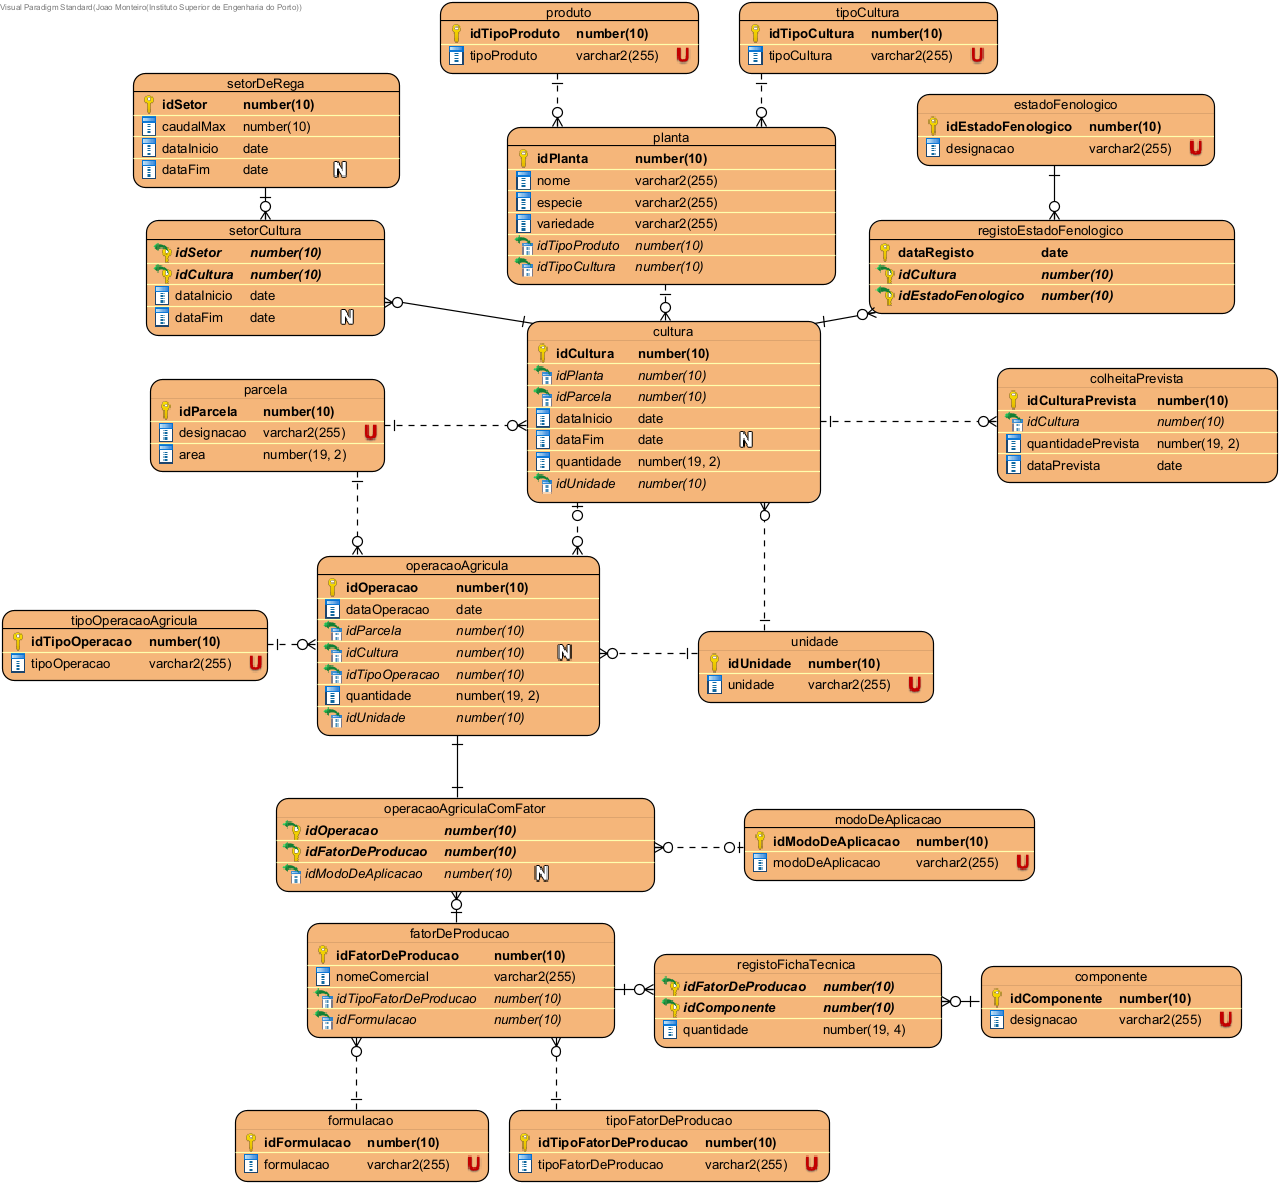 Visual Paradigm Standard(Joao Monteiro(Instituto Superior de Engenharia do Porto))
produto
idTipoProduto number(10)
tipoProduto varchar2(255) U
tipoCultura
idTipoCultura number(10)
tipoCultura varchar2(255) U
setorDeRega
idSetor number(10)
caudalMax number(10)
dataInicio date
dataFim date N
estadoFenologico
idEstadoFenologico number(10)
designacao varchar2(255) U
planta
idPlanta number(10)
nome varchar2(255)
especie varchar2(255)
variedade varchar2(255)
idTipoProduto number(10)
idTipoCultura number(10)
setorCultura
idSetor number(10)
idCultura number(10)
dataInicio date
dataFim date N
registoEstadoFenologico
dataRegisto date
idCultura number(10)
idEstadoFenologico number(10)
cultura
idCultura number(10)
idPlanta number(10)
idParcela number(10)
dataInicio date
dataFim date N
quantidade number(19, 2)
idUnidade number(10)
parcela
idParcela number(10)
designacao varchar2(255) U
area number(19, 2)
colheitaPrevista
idCulturaPrevista number(10)
idCultura number(10)
quantidadePrevista number(19, 2)
dataPrevista date
operacaoAgricula
idOperacao number(10)
dataOperacao date
idParcela number(10)
idCultura number(10) N
idTipoOperacao number(10)
quantidade number(19, 2)
idUnidade number(10)
tipoOperacaoAgricula
idTipoOperacao number(10)
tipoOperacao varchar2(255) U
unidade
idUnidade number(10)
unidade varchar2(255) U
operacaoAgriculaComFator
idOperacao number(10)
idFatorDeProducao number(10)
idModoDeAplicacao number(10) N
modoDeAplicacao
idModoDeAplicacao number(10)
modoDeAplicacao varchar2(255) U
fatorDeProducao
idFatorDeProducao number(10)
nomeComercial varchar2(255)
idTipoFatorDeProducao number(10)
idFormulacao number(10)
registoFichaTecnica
idFatorDeProducao number(10)
idComponente number(10)
quantidade number(19, 4)
componente
idComponente number(10)
designacao varchar2(255) U
formulacao
idFormulacao number(10)
formulacao varchar2(255) U
tipoFatorDeProducao
idTipoFatorDeProducao number(10)
tipoFatorDeProducao varchar2(255) U